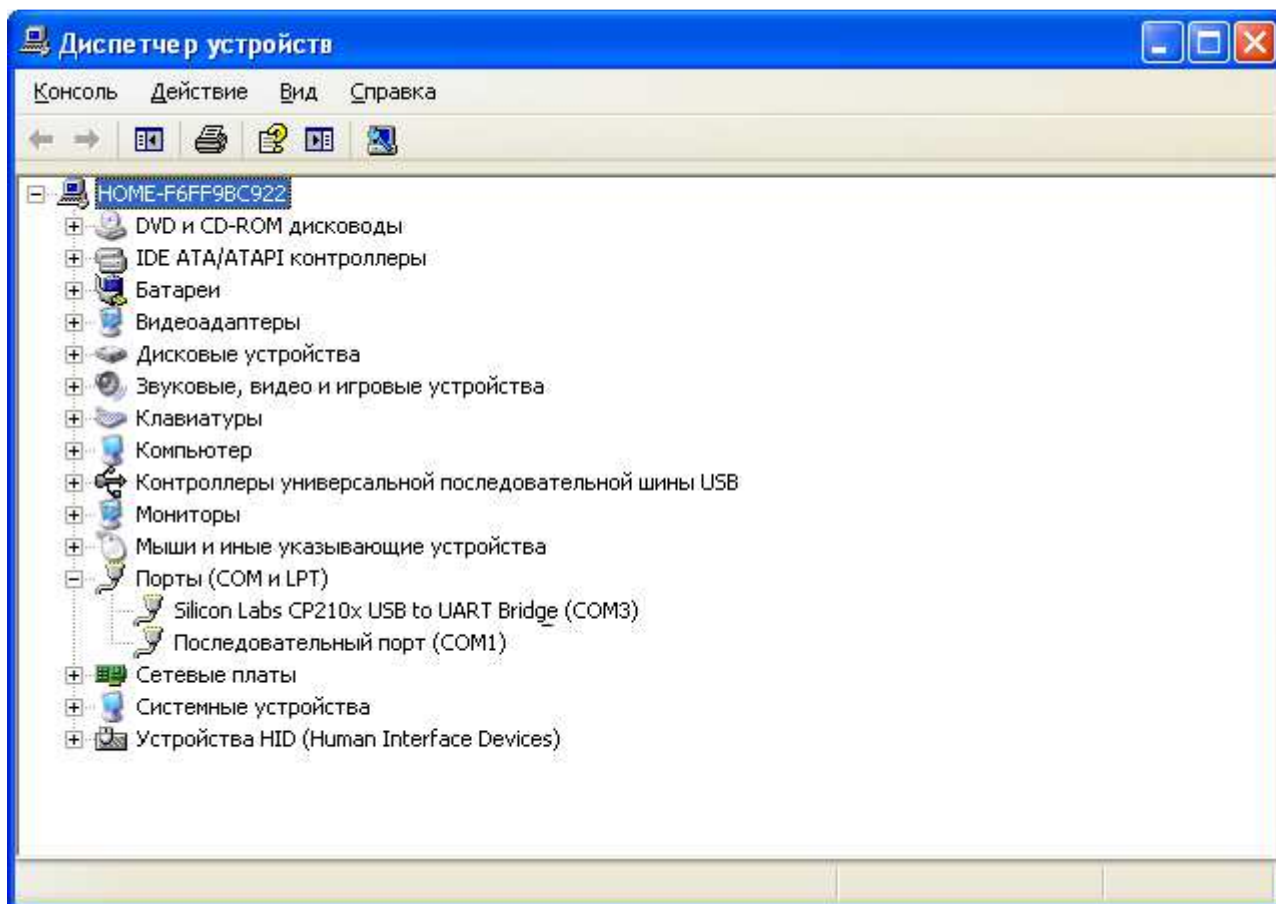 Диспетчер устройств
Консоль Действие Вид Справка
HOME-F6FF9BC922
DVD и CD-ROM дисководы
IDE ATA/ATAPI контроллеры
Батареи
Видеоадаптеры
Дисковые устройства
Звуковые, видео и игровые устройства
Клавиатуры
Компьютер
Контроллеры универсальной последовательной шины USB
Мониторы
Мыши и иные указывающие устройства
Порты (COM и LPT)
Silicon Labs CP210x USB to UART Bridge (COM3)
Последовательный порт (COM1)
Сетевые платы
Системные устройства
Устройства HID (Human Interface Devices)